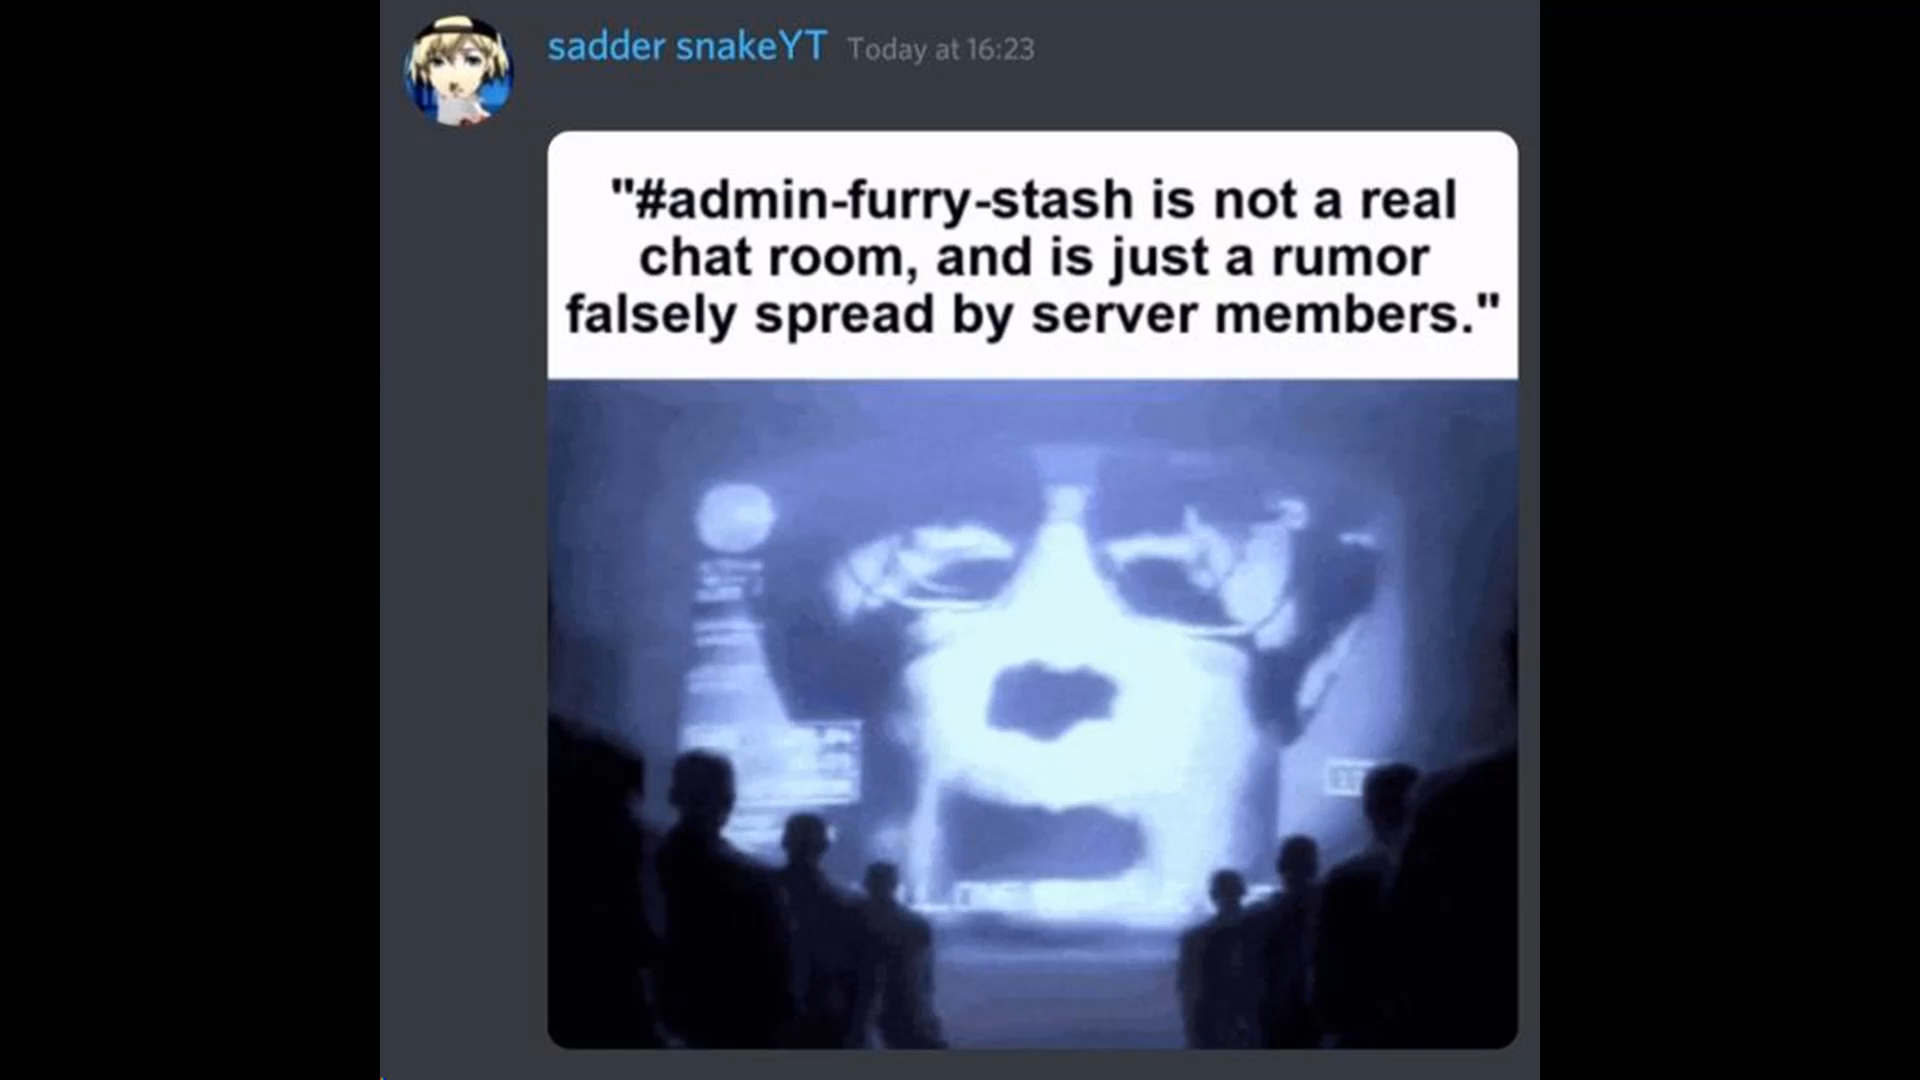 sadder snakeYT Today at 16:23
"#admin-furry-stash is not a real
chat room, and is just a rumor
falsely spread by server members."